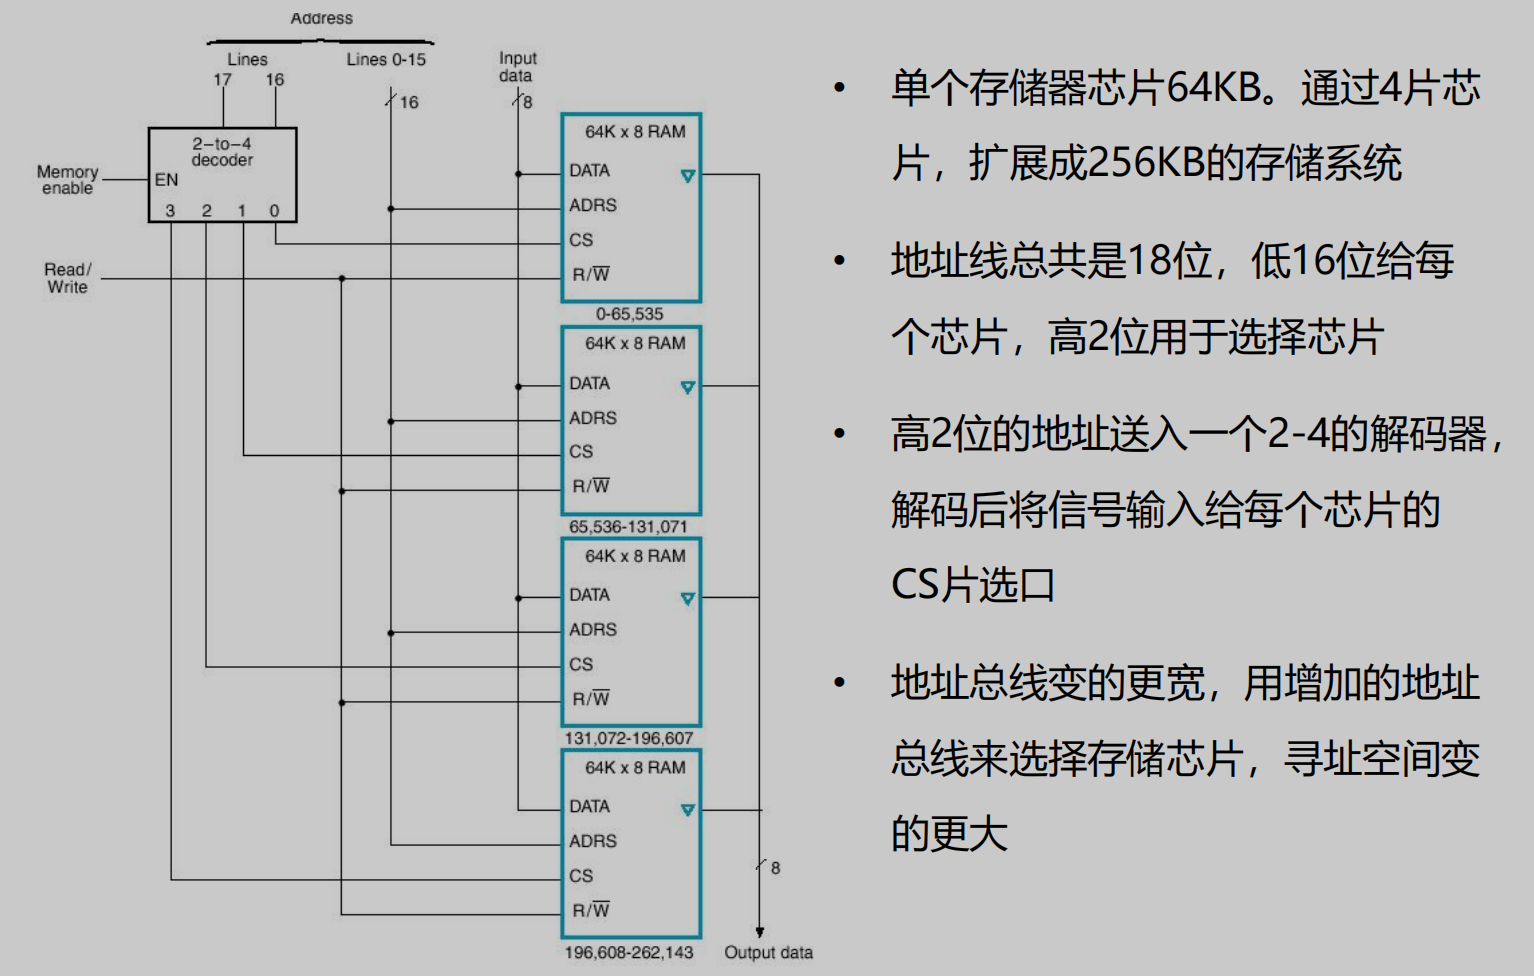 Address
Lines
Lines 0-15
17 16
16
Input
data
8
2-to-4
decoder
Memory
enable
EN
3 2 1 0
Read/
Write
64K x 8 RAM
DATA
ADRS
CS
R/W̅
0-65,535
64K x 8 RAM
DATA
ADRS
CS
R/W̅
65,536-131,071
64K x 8 RAM
DATA
ADRS
CS
R/W̅
131,072-196,607
64K x 8 RAM
DATA
ADRS
CS
R/W̅
196,608-262,143
8
Output data
• 单个存储器芯片64KB。通过4片芯
片，扩展成256KB的存储系统
• 地址线总共是18位，低16位给每
个芯片，高2位用于选择芯片
• 高2位的地址送入一个2-4的解码器，
解码后将信号输入给每个芯片的
CS片选口
• 地址总线变的更宽，用增加的地址
总线来选择存储芯片，寻址空间变
的更大